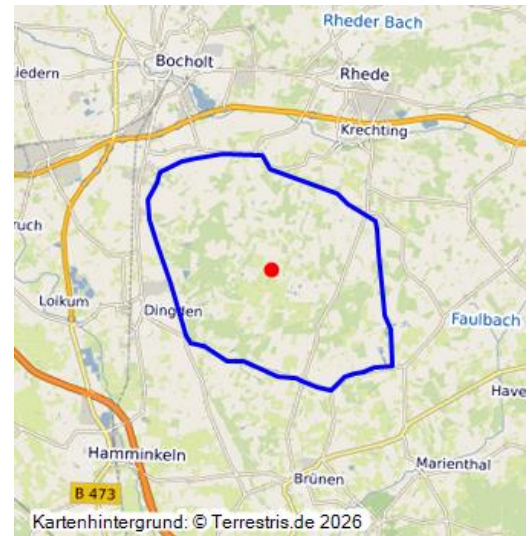 Rheder Bach
Bocholt
iedern
Rhede
Krechting
ruch
Loikum
Dingden
Faulbach
Have
Hamminkeln
Marienthal
Brünen
B 473
Kartenhintergrund: © Terrestris.de 2026